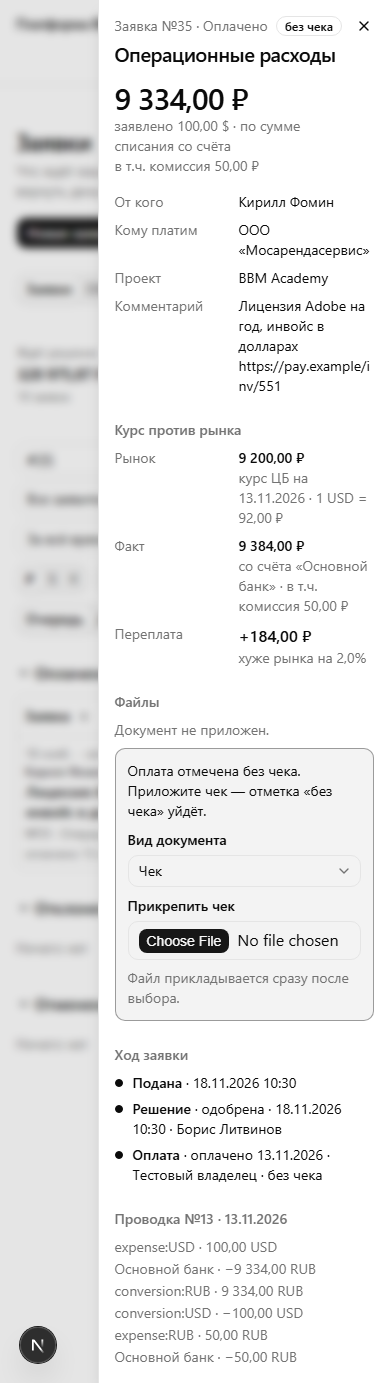 Заявка №35 · Оплачено без чека
Операционные расходы
9 334,00 ₽
заявлено 100,00 $ · по сумме
списания со счёта
в т.ч. комиссия 50,00 ₽
От кого Кирилл Фомин
Кому платим ООО
«Мосарендасервис»
Проект BBM Academy
Комментарий Лицензия Adobe на
год, инвойс в
долларах
https://pay.example/i
nv/551
Курс против рынка
Рынок 9 200,00 ₽
курс ЦБ на
13.11.2026 · 1 USD =
92,00 ₽
Факт 9 384,00 ₽
со счёта «Основной
банк» · в т.ч.
комиссия 50,00 ₽
Переплата +184,00 ₽
хуже рынка на 2,0%
Файлы
Документ не приложен.
Оплата отмечена без чека.
Приложите чек — отметка «без
чека» уйдёт.
Вид документа
Чек
Прикрепить чек
Choose File No file chosen
Файл прикладывается сразу после
выбора.
Ход заявки
Подана · 18.11.2026 10:30
Решение · одобрена · 18.11.2026
10:30 · Борис Литвинов
Оплата · оплачено 13.11.2026 ·
Тестовый владелец · без чека
Проводка №13 · 13.11.2026
expense:USD · 100,00 USD
Основной банк · −9 334,00 RUB
conversion:RUB · 9 334,00 RUB
conversion:USD · −100,00 USD
expense:RUB · 50,00 RUB
Основной банк · −50,00 RUB
N